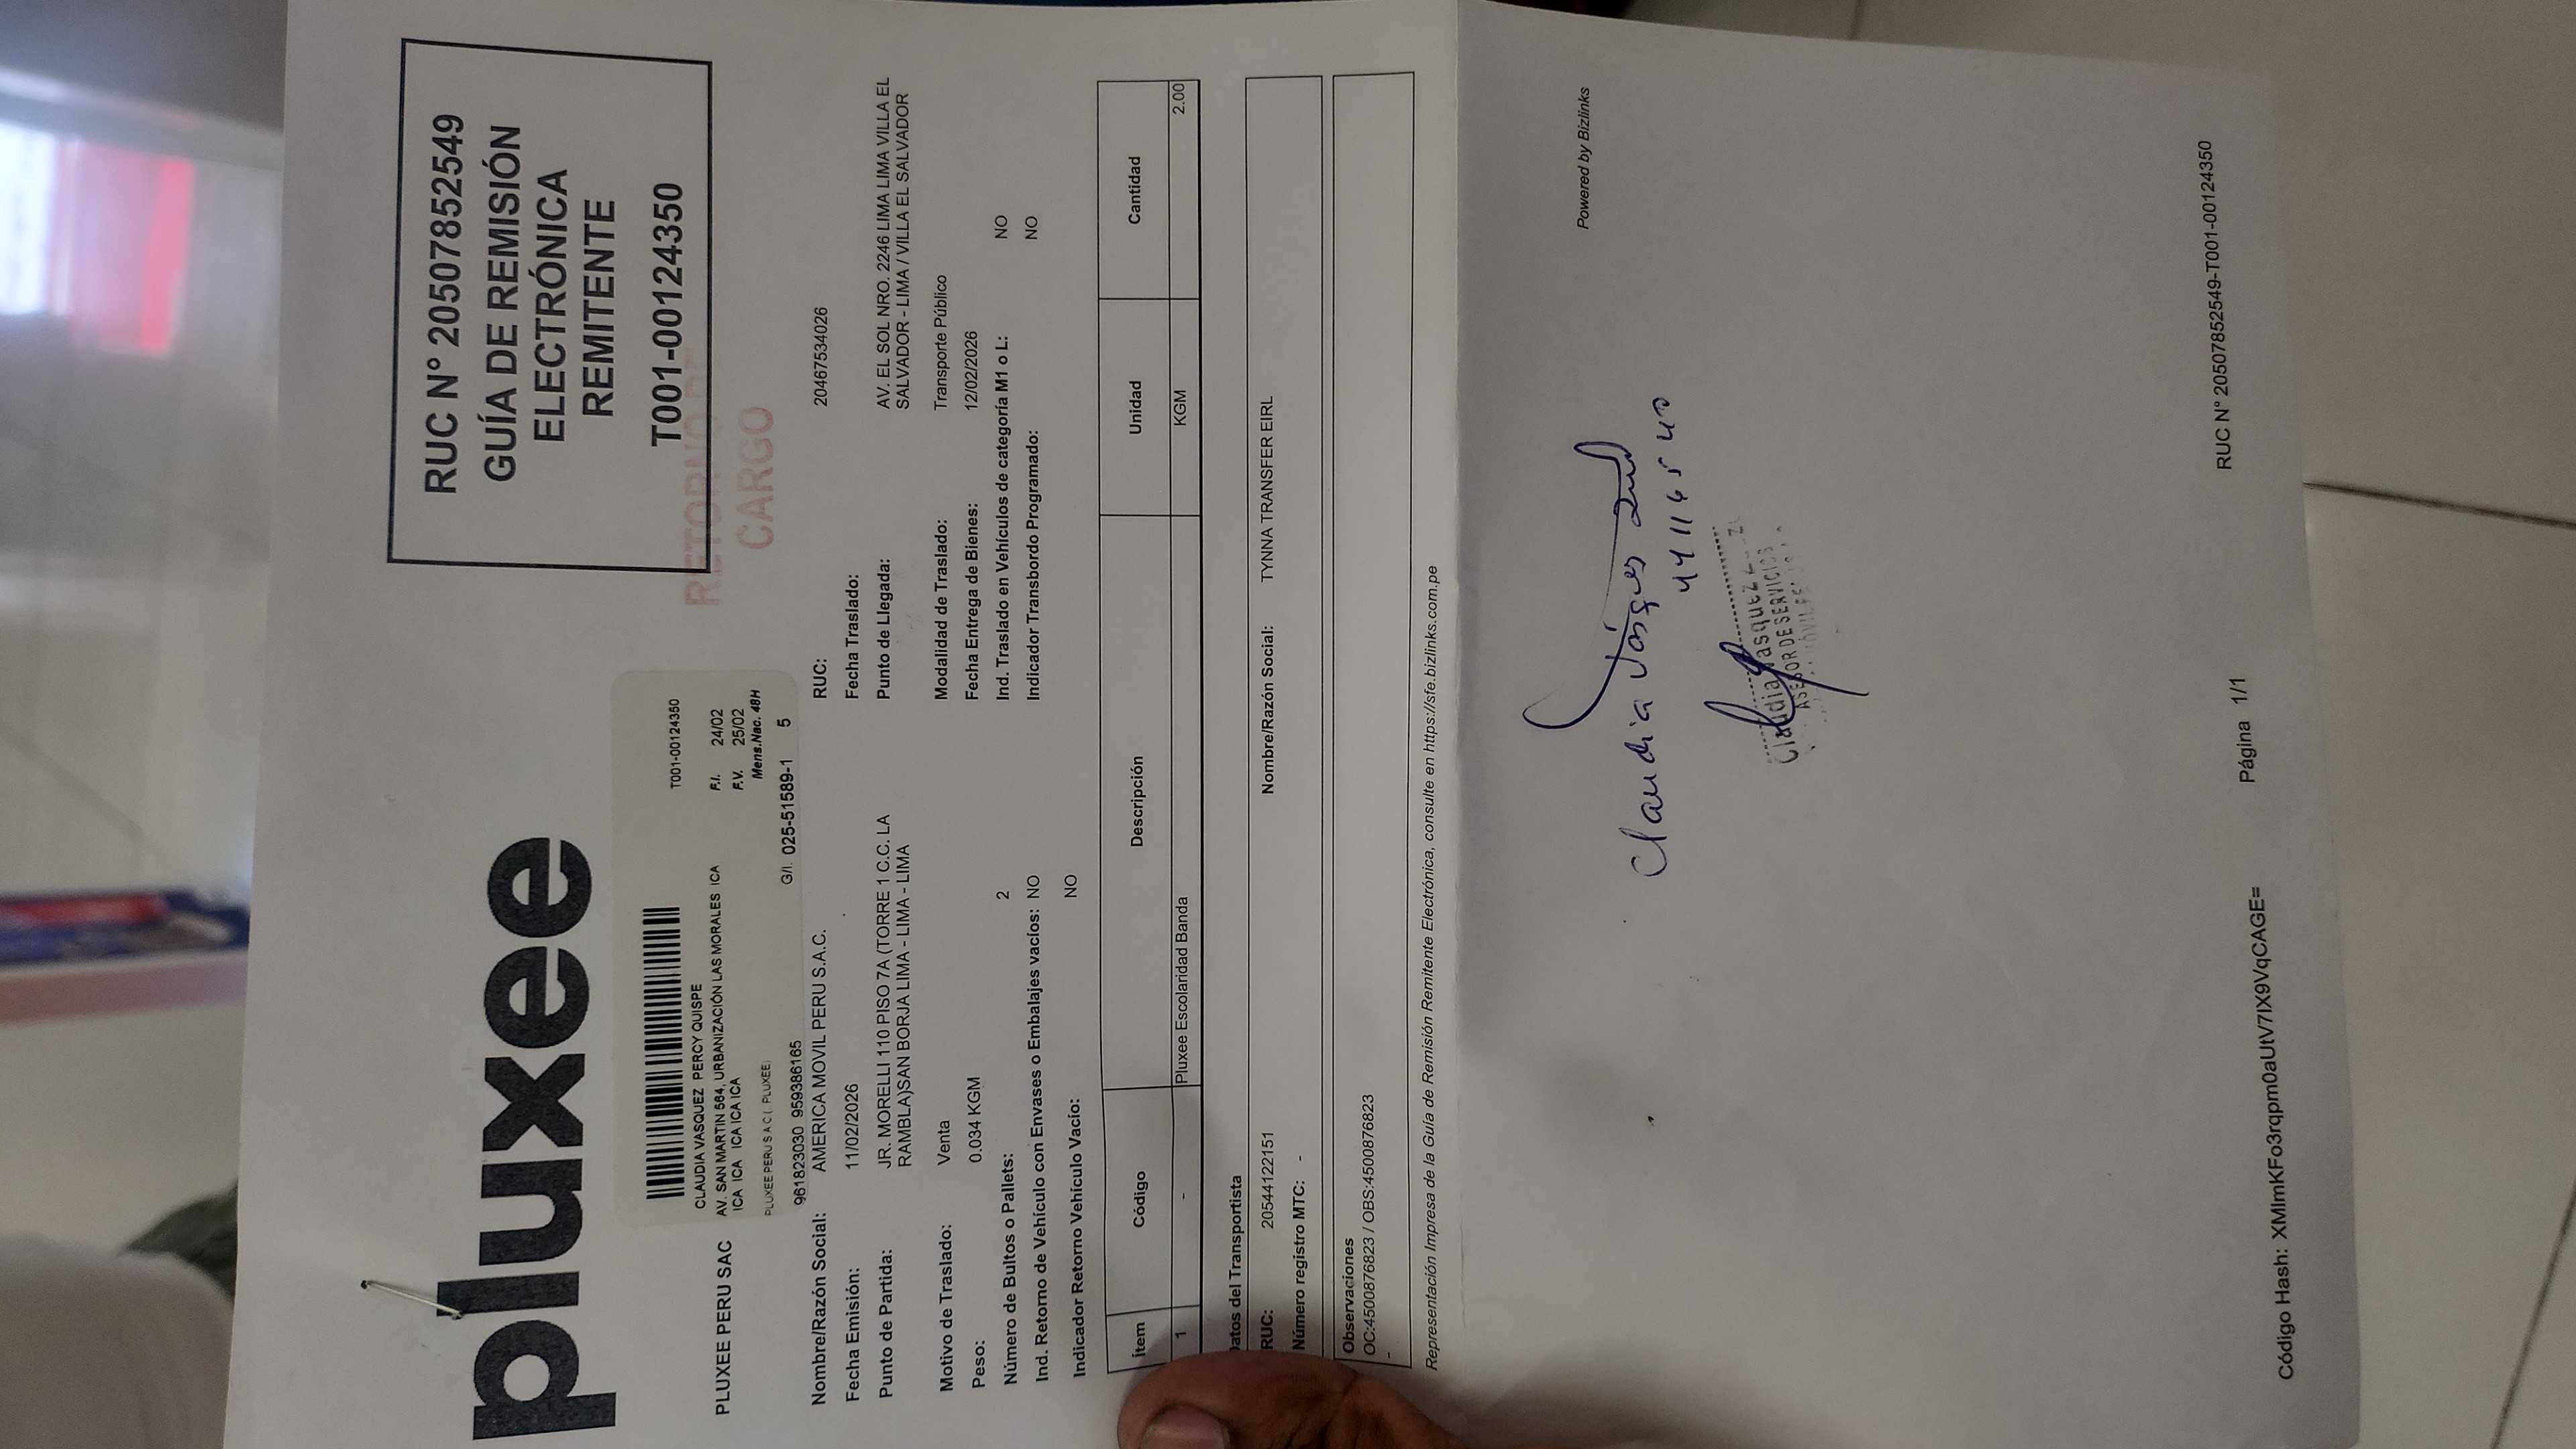 pluxee
RUC N° 20507852549
GUÍA DE REMISIÓN
ELECTRÓNICA
REMITENTE
T001-00124350
RETORNO DE
CARGO
T001-00124350
CLAUDIA VASQUEZ PERCY QUISPE
F.I. 24/02
AV. SAN MARTIN 564, URBANIZACIÓN LAS MORALES ICA
F.V. 25/02
ICA ICA ICA ICA ICA
Mens.Nac. 48H
PLUXEE PERU S A C (. PLUXEE)
G/I. 025-51589-1 5
961823030 959386165
PLUXEE PERU SAC
Nombre/Razón Social: AMERICA MOVIL PERU S.A.C. RUC: 20467534026
Fecha Emisión: 11/02/2026 Fecha Traslado:
Punto de Partida: JR. MORELLI 110 PISO 7A (TORRE 1 C.C. LA Punto de Llegada: AV. EL SOL NRO. 2246 LIMA LIMA VILLA EL
RAMBLA)SAN BORJA LIMA - LIMA - LIMA SALVADOR - LIMA / VILLA EL SALVADOR
Motivo de Traslado: Venta Modalidad de Traslado: Transporte Público
Peso: 0.034 KGM Fecha Entrega de Bienes: 12/02/2026
Número de Bultos o Pallets: 2 Ind. Traslado en Vehículos de categoría M1 o L: NO
Ind. Retorno de Vehículo con Envases o Embalajes vacíos: NO Indicador Transbordo Programado: NO
Indicador Retorno Vehículo Vacío: NO
Ítem Código Descripción Unidad Cantidad
1 - Pluxee Escolaridad Banda KGM 2.00
Datos del Transportista
RUC: 20544122151 Nombre/Razón Social: TYNNA TRANSFER EIRL
Número registro MTC: -
Observaciones
OC:4500876823 / OBS:4500876823
-
Representación Impresa de la Guía de Remisión Remitente Electrónica, consulte en https://sfe.bizlinks.com.pe
Powered by Bizlinks
Claudia Vásquez
Claudia Vasquez
ASESOR DE SERVICIOS
RUC N° 20507852549-T001-00124350
Página 1/1
Código Hash: XMImKFo3rqpm0aUtV7IX9VqCAGE=